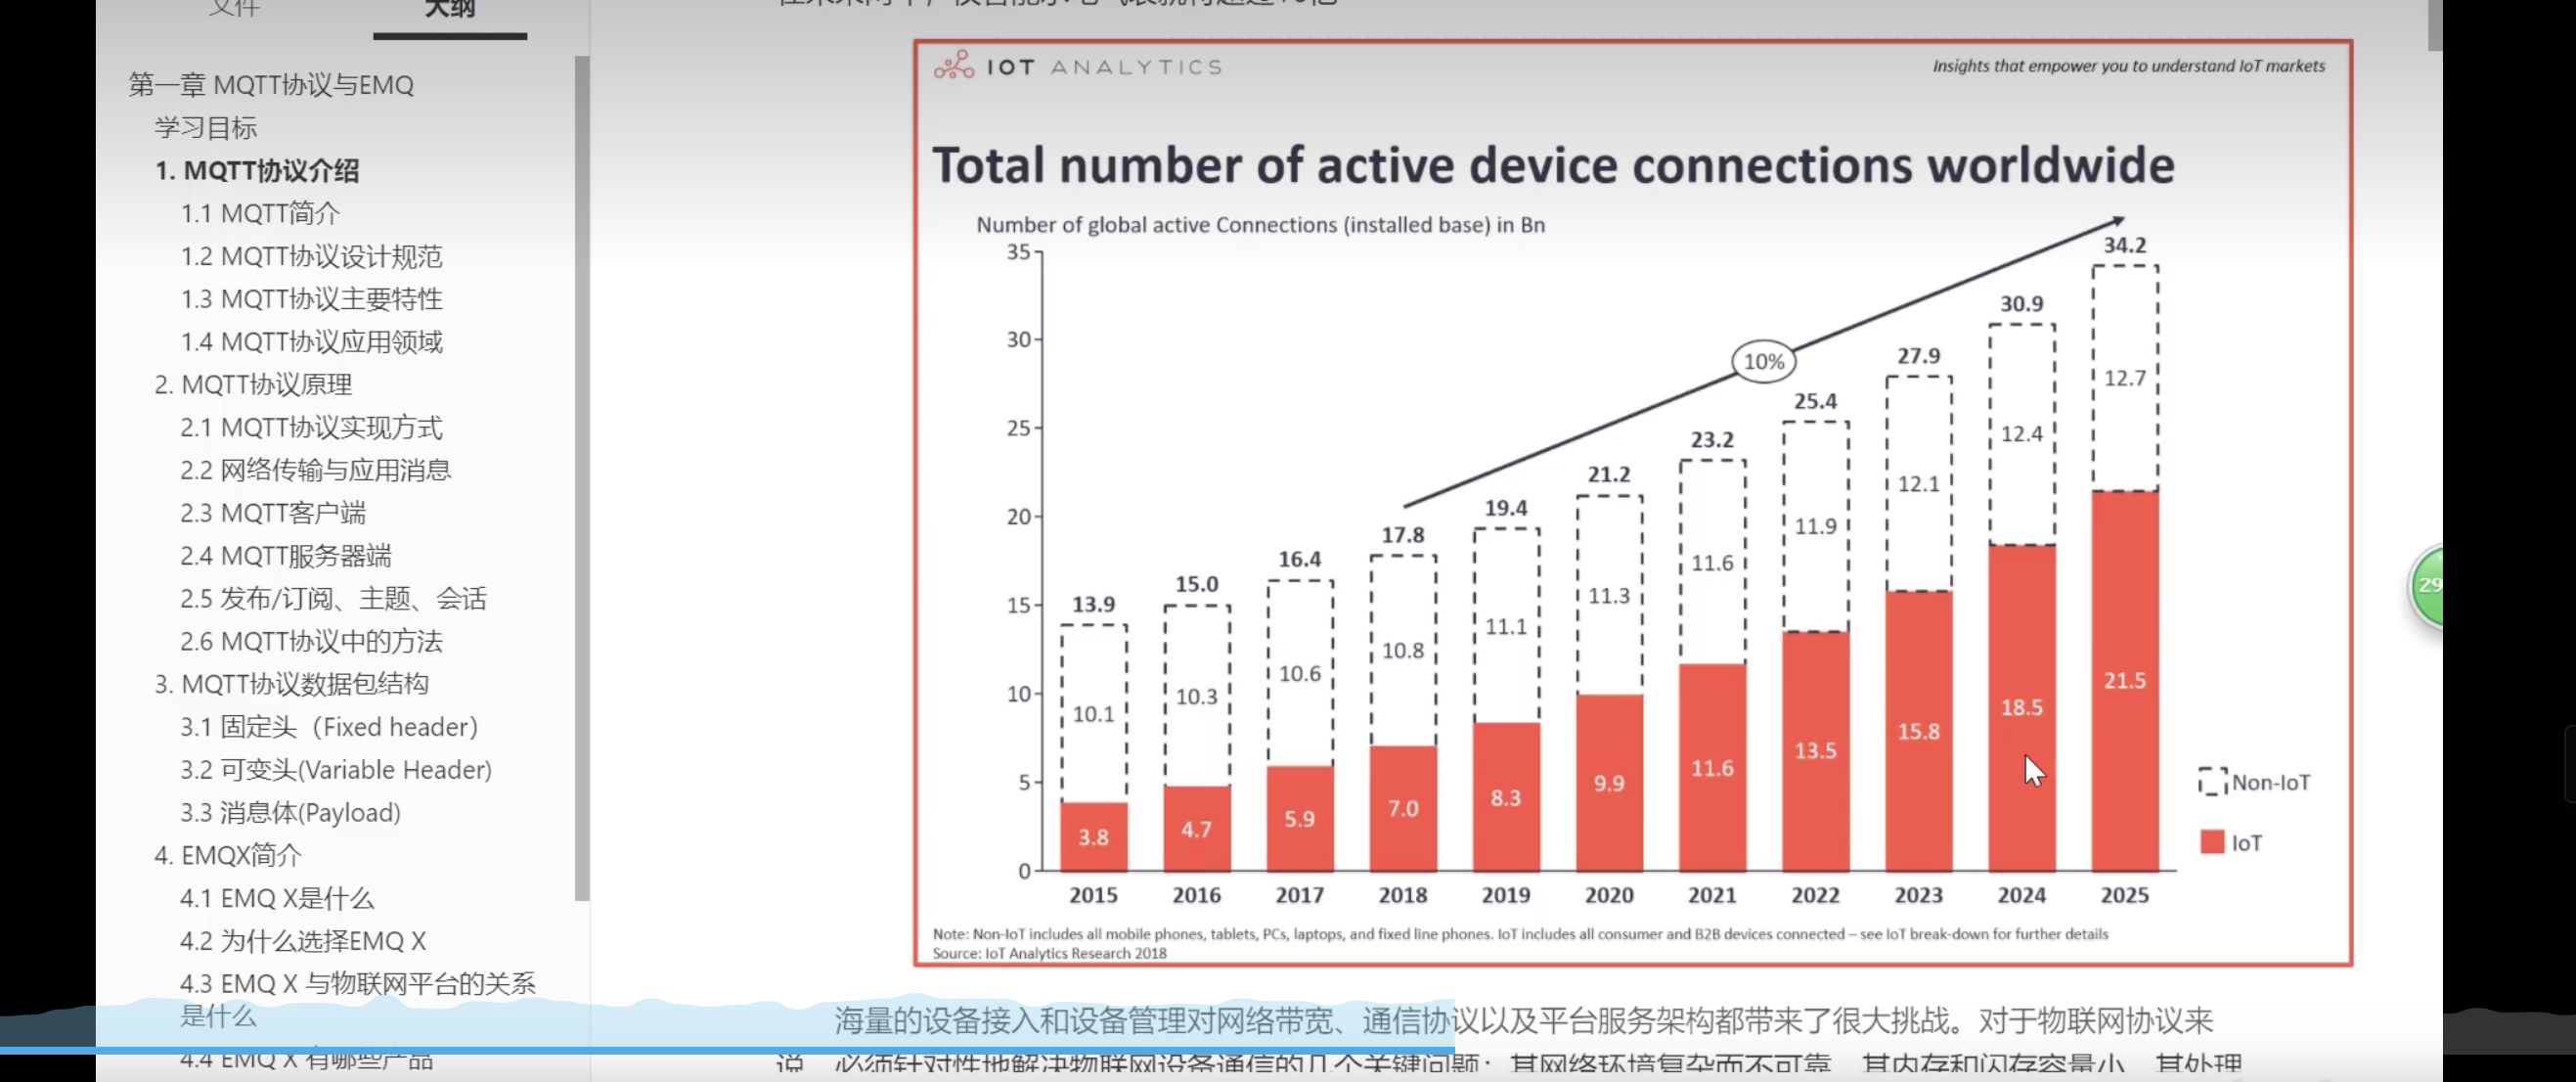 文件 大纲
第一章 MQTT协议与EMQ
学习目标
1. MQTT协议介绍
1.1 MQTT简介
1.2 MQTT协议设计规范
1.3 MQTT协议主要特性
1.4 MQTT协议应用领域
2. MQTT协议原理
2.1 MQTT协议实现方式
2.2 网络传输与应用消息
2.3 MQTT客户端
2.4 MQTT服务器端
2.5 发布/订阅、主题、会话
2.6 MQTT协议中的方法
3. MQTT协议数据包结构
3.1 固定头（Fixed header）
3.2 可变头(Variable Header)
3.3 消息体(Payload)
4. EMQX简介
4.1 EMQ X是什么
4.2 为什么选择EMQ X
4.3 EMQ X 与物联网平台的关系
是什么
4.4 EMQ X 有哪些产品
IOT ANALYTICS
Insights that empower you to understand IoT markets
Total number of active device connections worldwide
Number of global active Connections (installed base) in Bn
35
30
25
20
15
10
5
0
10%
13.9 15.0 16.4 17.8 19.4 21.2 23.2 25.4 27.9 30.9 34.2
10.1 10.3 10.6 10.8 11.1 11.3 11.6 11.9 12.1 12.4 12.7
3.8 4.7 5.9 7.0 8.3 9.9 11.6 13.5 15.8 18.5 21.5
2015 2016 2017 2018 2019 2020 2021 2022 2023 2024 2025
Non-IoT
IoT
Note: Non-IoT includes all mobile phones, tablets, PCs, laptops, and fixed line phones. IoT includes all consumer and B2B devices connected – see IoT break-down for further details
Source: IoT Analytics Research 2018
29
海量的设备接入和设备管理对网络带宽、通信协议以及平台服务架构都带来了很大挑战。对于物联网协议来
说，必须针对性地解决物联网设备通信的几个关键问题：其网络环境复杂而不可靠、其内存和闪存容量小、其处理